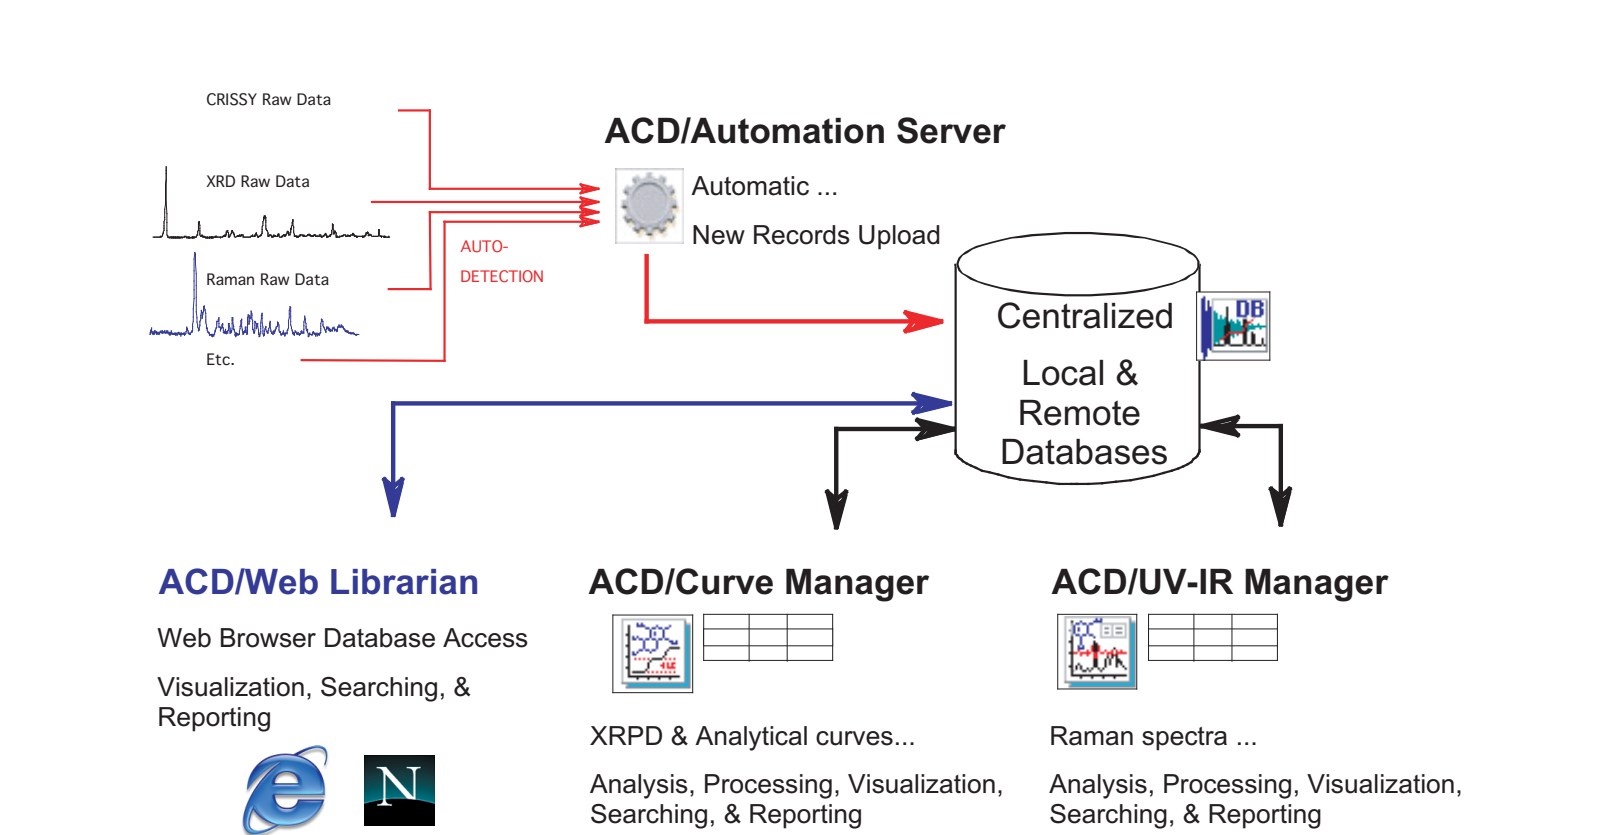 CRISSY Raw Data
ACD/Automation Server
XRD Raw Data
Automatic ...
New Records Upload
AUTO-
DETECTION
Raman Raw Data
Etc.
DB
Centralized
Local &
Remote
Databases
ACD/Web Librarian
Web Browser Database Access
Visualization, Searching, &
Reporting
N
ACD/Curve Manager
XRPD & Analytical curves...
Analysis, Processing, Visualization,
Searching, & Reporting
ACD/UV-IR Manager
Raman spectra ...
Analysis, Processing, Visualization,
Searching, & Reporting